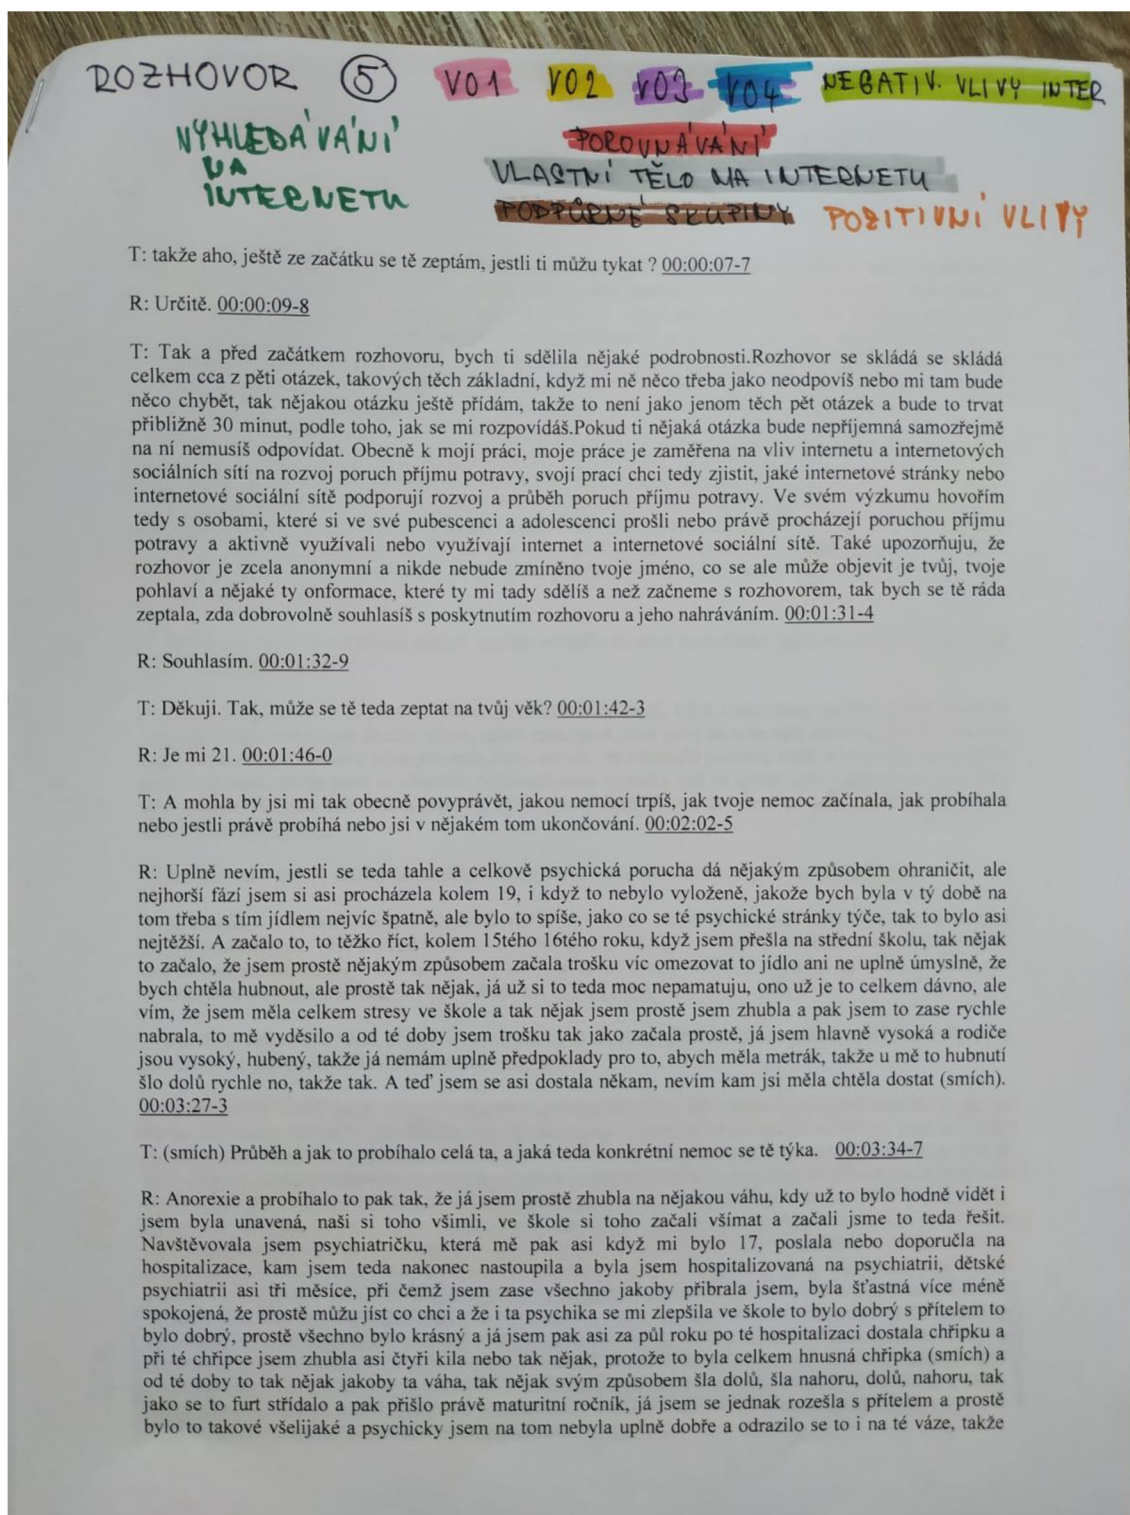 ROZHOVOR 5 VO1 VO2 VO3 VO4 NEGATIV. VLIVY INTER
VYHLEDÁVÁNÍ
NA
INTERNETU
POROVNÁVÁNÍ
VLASTNÍ TĚLO NA INTERNETU
PODPŮRNÉ SKUPINY POZITIVNÍ VLIVY
T: takže aho, ještě ze začátku se tě zeptám, jestli ti můžu tykat ? 00:00:07-7
R: Určitě. 00:00:09-8
T: Tak a před začátkem rozhovoru, bych ti sdělila nějaké podrobnosti.Rozhovor se skládá se skládá
celkem cca z pěti otázek, takových těch základní, když mi ně něco třeba jako neodpovíš nebo mi tam bude
něco chybět, tak nějakou otázku ještě přídám, takže to není jako jenom těch pět otázek a bude to trvat
přibližně 30 minut, podle toho, jak se mi rozpovídáš.Pokud ti nějaká otázka bude nepříjemná samozřejmě
na ní nemusíš odpovídat. Obecně k mojí práci, moje práce je zaměřena na vliv internetu a internetových
sociálních sítí na rozvoj poruch příjmu potravy, svojí prací chci tedy zjistit, jaké internetové stránky nebo
internetové sociální sítě podporují rozvoj a průběh poruch příjmu potravy. Ve svém výzkumu hovořím
tedy s osobami, které si ve své pubescenci a adolescenci prošli nebo právě procházejí poruchou příjmu
potravy a aktivně využívali nebo využívají internet a internetové sociální sítě. Také upozorňuju, že
rozhovor je zcela anonymní a nikde nebude zmíněno tvoje jméno, co se ale může objevit je tvůj, tvoje
pohlaví a nějaké ty onformace, které ty mi tady sdělíš a než začneme s rozhovorem, tak bych se tě ráda
zeptala, zda dobrovolně souhlasíš s poskytnutím rozhovoru a jeho nahráváním. 00:01:31-4
R: Souhlasím. 00:01:32-9
T: Děkuji. Tak, může se tě teda zeptat na tvůj věk? 00:01:42-3
R: Je mi 21. 00:01:46-0
T: A mohla by jsi mi tak obecně povyprávět, jakou nemocí trpíš, jak tvoje nemoc začínala, jak probíhala
nebo jestli právě probíhá nebo jsi v nějakém tom ukončování. 00:02:02-5
R: Uplně nevím, jestli se teda tahle a celkově psychická porucha dá nějakým způsobem ohraničit, ale
nejhorší fází jsem si asi procházela kolem 19, i když to nebylo vyloženě, jakože bych byla v tý době na
tom třeba s tím jídlem nejvíc špatně, ale bylo to spíše, jako co se té psychické stránky týče, tak to bylo asi
nejtěžší. A začalo to, to těžko říct, kolem 15tého 16tého roku, když jsem přešla na střední školu, tak nějak
to začalo, že jsem prostě nějakým způsobem začala trošku víc omezovat to jídlo ani ne uplně úmyslně, že
bych chtěla hubnout, ale prostě tak nějak, já už si to teda moc nepamatuju, ono už je to celkem dávno, ale
vím, že jsem měla celkem stresy ve škole a tak nějak jsem prostě jsem zhubla a pak jsem to zase rychle
nabrala, to mě vyděsilo a od té doby jsem trošku tak jako začala prostě, já jsem hlavně vysoká a rodiče
jsou vysoký, hubený, takže já nemám uplně předpoklady pro to, abych měla metrák, takže u mě to hubnutí
šlo dolů rychle no, takže tak. A teď jsem se asi dostala někam, nevím kam jsi měla chtěla dostat (smích).
00:03:27-3
T: (smích) Průběh a jak to probíhalo celá ta, a jaká teda konkrétní nemoc se tě týka. 00:03:34-7
R: Anorexie a probíhalo to pak tak, že já jsem prostě zhubla na nějakou váhu, kdy už to bylo hodně vidět i
jsem byla unavená, naši si toho všimli, ve škole si toho začali všímat a začali jsme to teda řešit.
Navštěvovala jsem psychiatričku, která mě pak asi když mi bylo 17, poslala nebo doporučla na
hospitalizace, kam jsem teda nakonec nastoupila a byla jsem hospitalizovaná na psychiatrii, dětské
psychiatrii asi tři měsíce, při čemž jsem zase všechno jakoby přibrala jsem, byla šťastná více méně
spokojená, že prostě můžu jíst co chci a že i ta psychika se mi zlepšila ve škole to bylo dobrý s přítelem to
bylo dobrý, prostě všechno bylo krásný a já jsem pak asi za půl roku po té hospitalizaci dostala chřipku a
při té chřipce jsem zhubla asi čtyři kila nebo tak nějak, protože to byla celkem hnusná chřipka (smích) a
od té doby to tak nějak jakoby ta váha, tak nějak svým způsobem šla dolů, šla nahoru, dolů, nahoru, tak
jako se to furt střídalo a pak přišlo právě maturitní ročník, já jsem se jednak rozešla s přítelem a prostě
bylo to takové všelijaké a psychicky jsem na tom nebyla uplně dobře a odrazilo se to i na té váze, takže